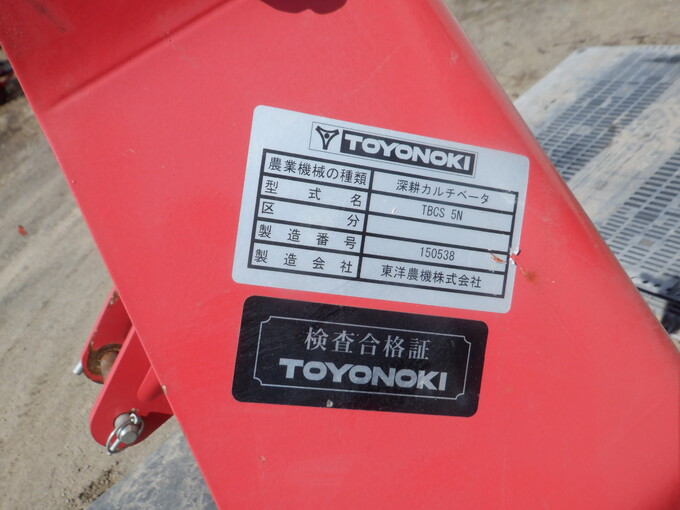 TOYONOKI
農業機械の種類 深耕カルチベータ
型式名 TBCS 5N
区分
製造番号 150538
製造会社 東洋農機株式会社
検査合格証
TOYONOKI